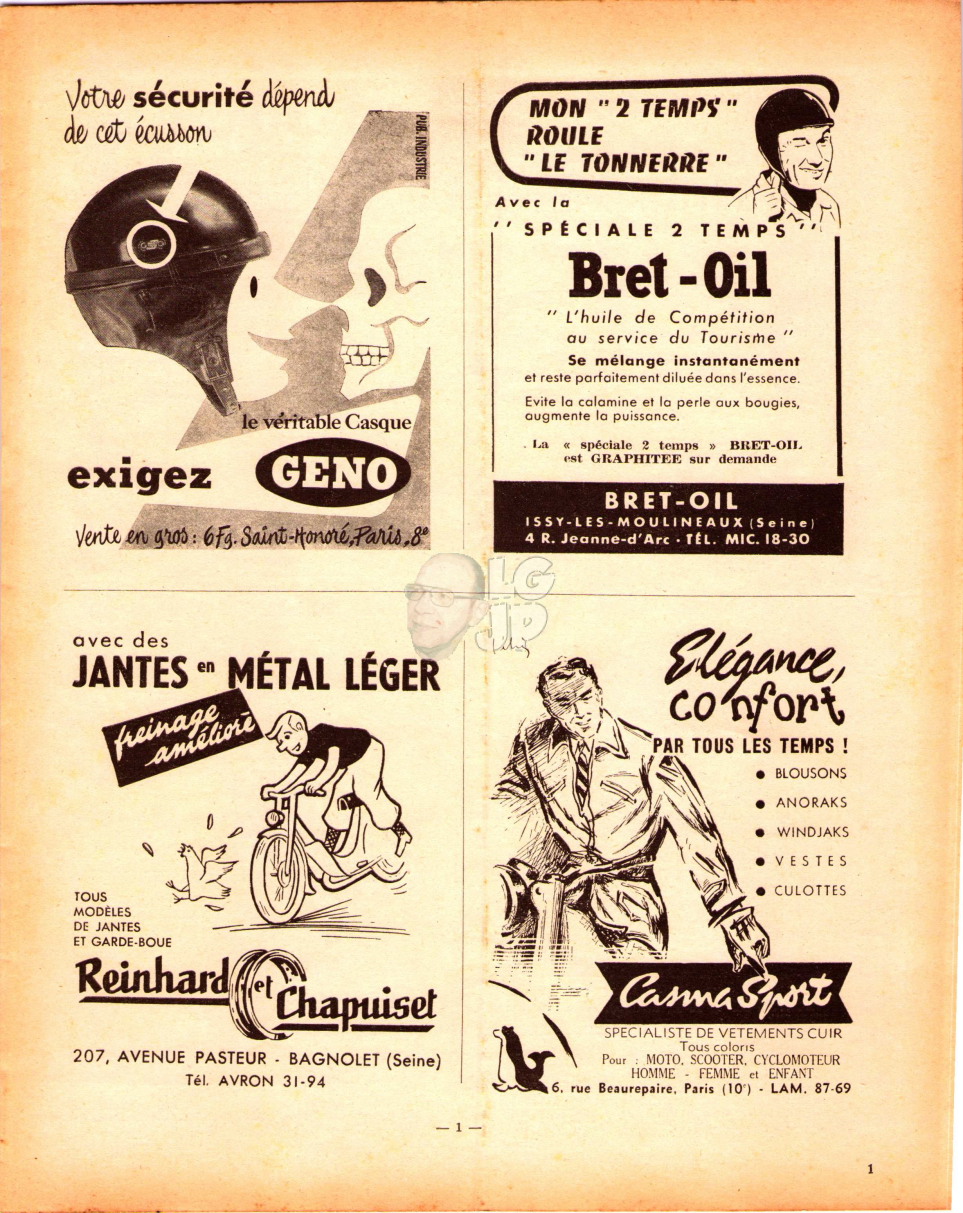 Votre sécurité dépend
de cet écusson
PUB. INDUSTRIE
le véritable Casque
exigez GENO
Vente en gros : 6 Fg. Saint-Honoré, Paris, 8e
MON "2 TEMPS"
ROULE
"LE TONNERRE"
Avec la
"SPÉCIALE 2 TEMPS"
Bret-Oil
"L'huile de Compétition
au service du Tourisme"
Se mélange instantanément
et reste parfaitement diluée dans l'essence.
Evite la calamine et la perle aux bougies,
augmente la puissance.
La « spéciale 2 temps » BRET-OIL
est GRAPHITEE sur demande
BRET-OIL
ISSY-LES-MOULINEAUX (Seine)
4 R. Jeanne-d'Arc - TÉL. MIC. 18-30
LG
JP
avec des
JANTES en MÉTAL LÉGER
freinage
amélioré
TOUS
MODÈLES
DE JANTES
ET GARDE-BOUE
Reinhard et Chapuiset
207, AVENUE PASTEUR - BAGNOLET (Seine)
Tél. AVRON 31-94
Elégance,
confort
PAR TOUS LES TEMPS !
● BLOUSONS
● ANORAKS
● WINDJAKS
● VESTES
● CULOTTES
Casma Sport
SPECIALISTE DE VETEMENTS CUIR
Tous coloris
Pour : MOTO, SCOOTER, CYCLOMOTEUR
HOMME - FEMME et ENFANT
6, rue Beaurepaire, Paris (10e) - LAM. 87-69
— 1 —
1